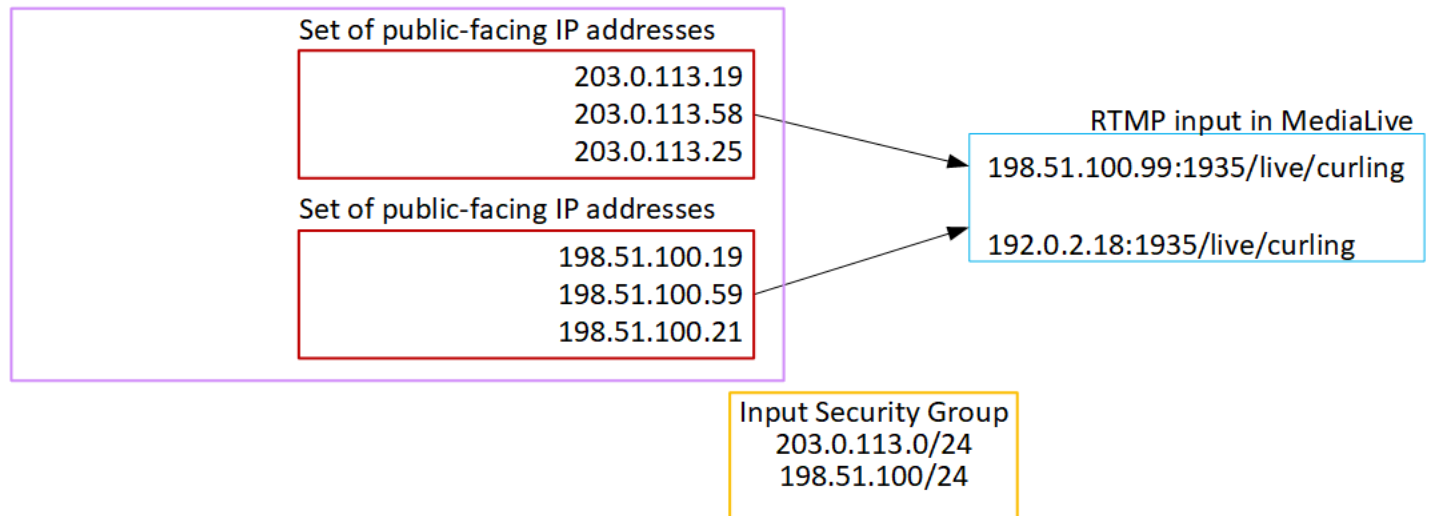 Set of public-facing IP addresses
203.0.113.19
203.0.113.58
203.0.113.25
Set of public-facing IP addresses
198.51.100.19
198.51.100.59
198.51.100.21
RTMP input in MediaLive
198.51.100.99:1935/live/curling
192.0.2.18:1935/live/curling
Input Security Group
203.0.113.0/24
198.51.100/24